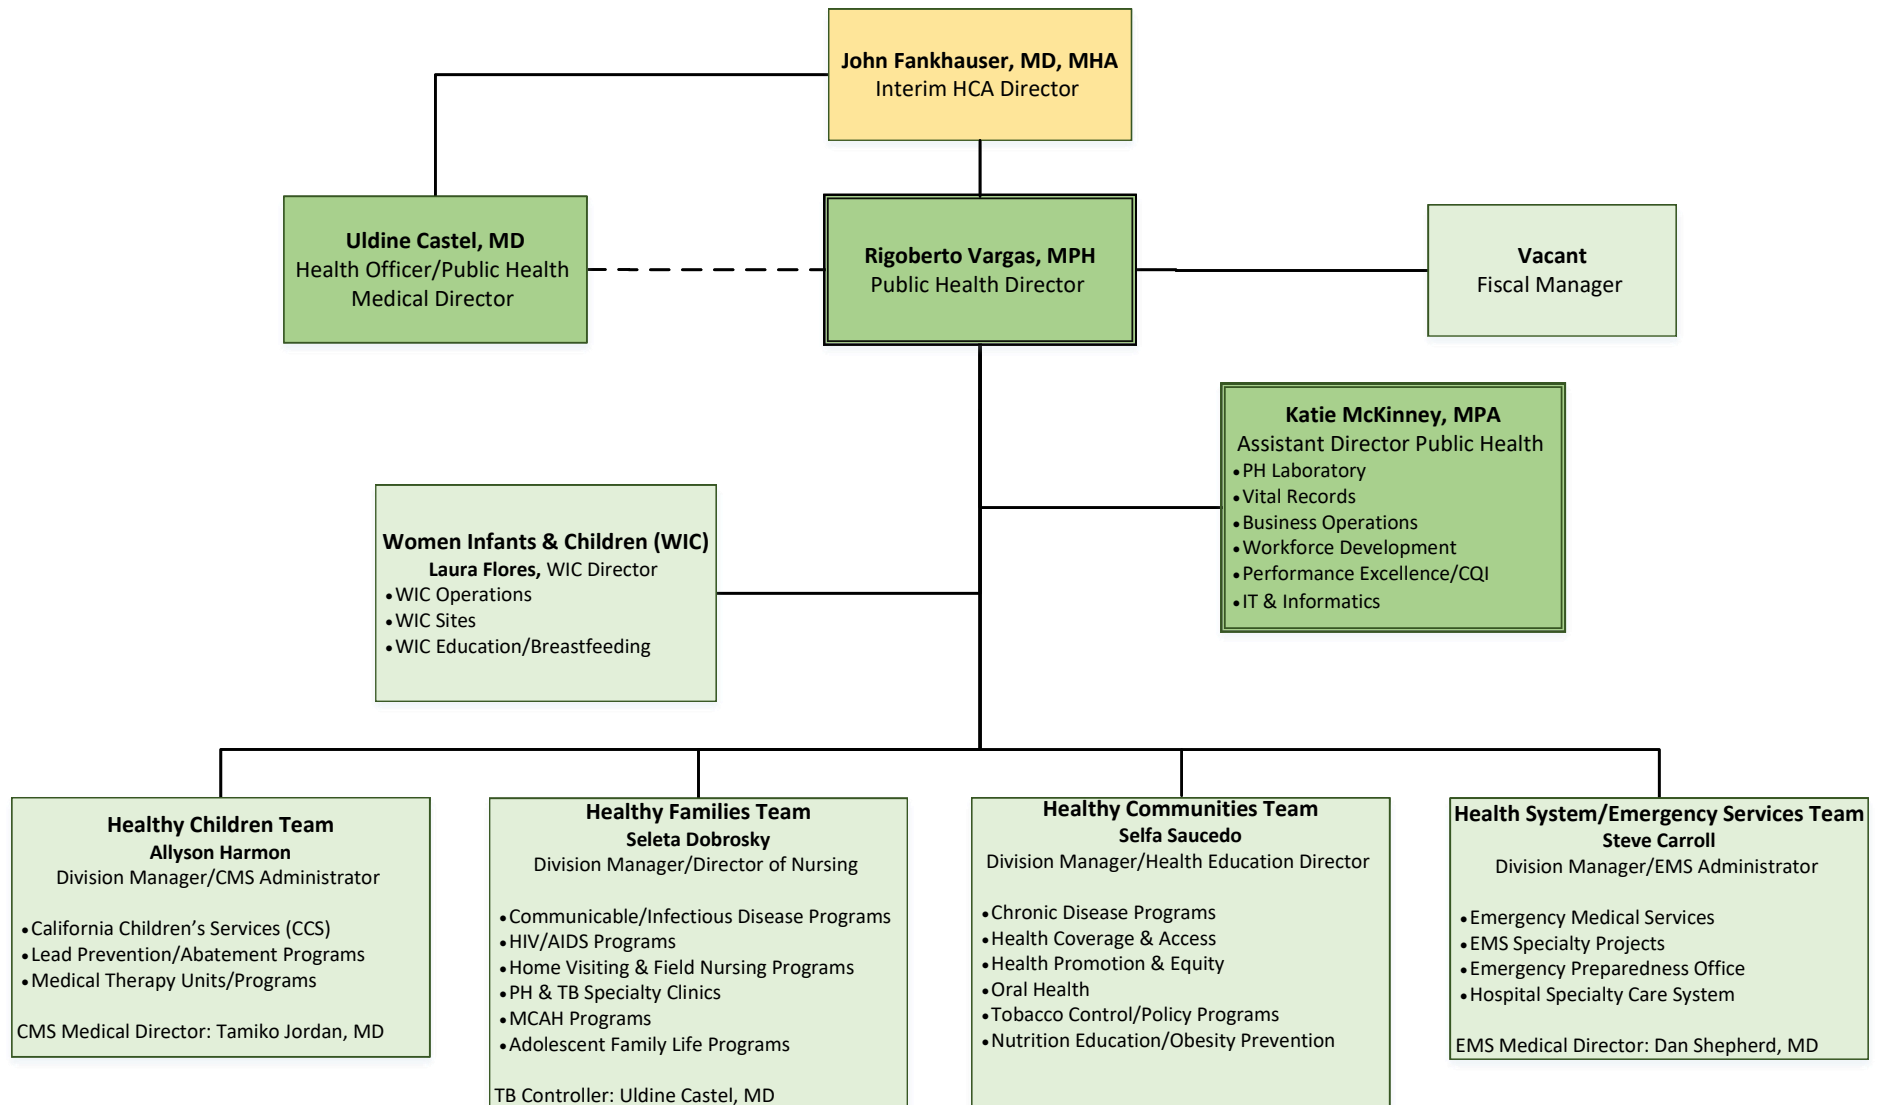 John Fankhauser, MD, MHA
Interim HCA Director
Uldine Castel, MD
Health Officer/Public Health
Medical Director
Rigoberto Vargas, MPH
Public Health Director
Vacant
Fiscal Manager
Katie McKinney, MPA
Assistant Director Public Health
•PH Laboratory
•Vital Records
•Business Operations
•Workforce Development
•Performance Excellence/CQI
•IT & Informatics
Women Infants & Children (WIC)
Laura Flores, WIC Director
•WIC Operations
•WIC Sites
•WIC Education/Breastfeeding
Healthy Children Team
Allyson Harmon
Division Manager/CMS Administrator
•California Children’s Services (CCS)
•Lead Prevention/Abatement Programs
•Medical Therapy Units/Programs
CMS Medical Director: Tamiko Jordan, MD
Healthy Families Team
Seleta Dobrosky
Division Manager/Director of Nursing
•Communicable/Infectious Disease Programs
•HIV/AIDS Programs
•Home Visiting & Field Nursing Programs
•PH & TB Specialty Clinics
•MCAH Programs
•Adolescent Family Life Programs
TB Controller: Uldine Castel, MD
Healthy Communities Team
Selfa Saucedo
Division Manager/Health Education Director
•Chronic Disease Programs
•Health Coverage & Access
•Health Promotion & Equity
•Oral Health
•Tobacco Control/Policy Programs
•Nutrition Education/Obesity Prevention
Health System/Emergency Services Team
Steve Carroll
Division Manager/EMS Administrator
•Emergency Medical Services
•EMS Specialty Projects
•Emergency Preparedness Office
•Hospital Specialty Care System
EMS Medical Director: Dan Shepherd, MD